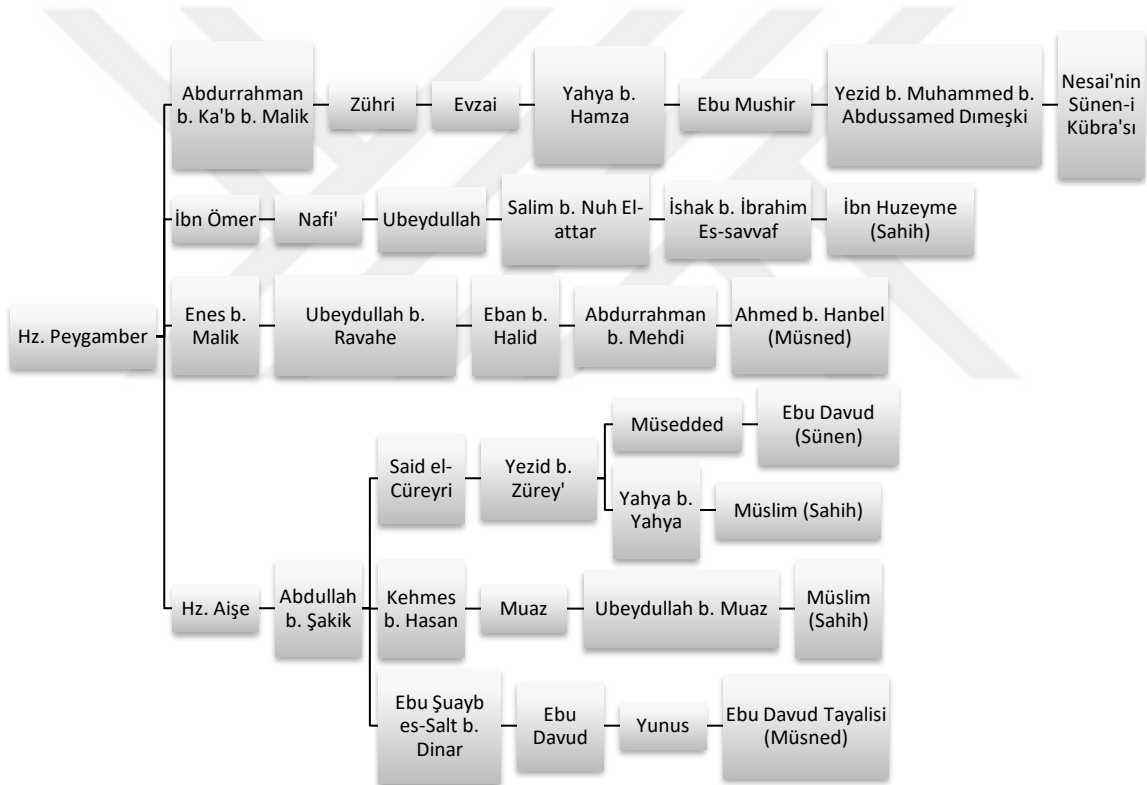 Hz. Peygamber
Abdurrahman
b. Ka'b b. Malik
Zührî
Evzai
Yahya b.
Hamza
Ebu Mushir
Yezid b. Muhammed b.
Abdussamed Dımeşki
Nesai'nin
Sünen-i
Kübra'sı
İbn Ömer
Nafi'
Ubeydullah
Salim b. Nuh El-
attar
İshak b. İbrahim
Es-savvaf
İbn Huzeyme
(Sahih)
Enes b.
Malik
Ubeydullah b.
Ravahe
Eban b.
Halid
Abdurrahman
b. Mehdi
Ahmed b. Hanbel
(Müsned)
Hz. Aişe
Abdullah
b. Şakik
Said el-
Cüreyri
Yezid b.
Zürey'
Müsedded
Ebu Davud
(Sünen)
Yahya b.
Yahya
Müslim (Sahih)
Kehmes
b. Hasan
Muaz
Ubeydullah b. Muaz
Müslim
(Sahih)
Ebu Şuayb
es-Salt b.
Dinar
Ebu
Davud
Yunus
Ebu Davud Tayalisi
(Müsned)